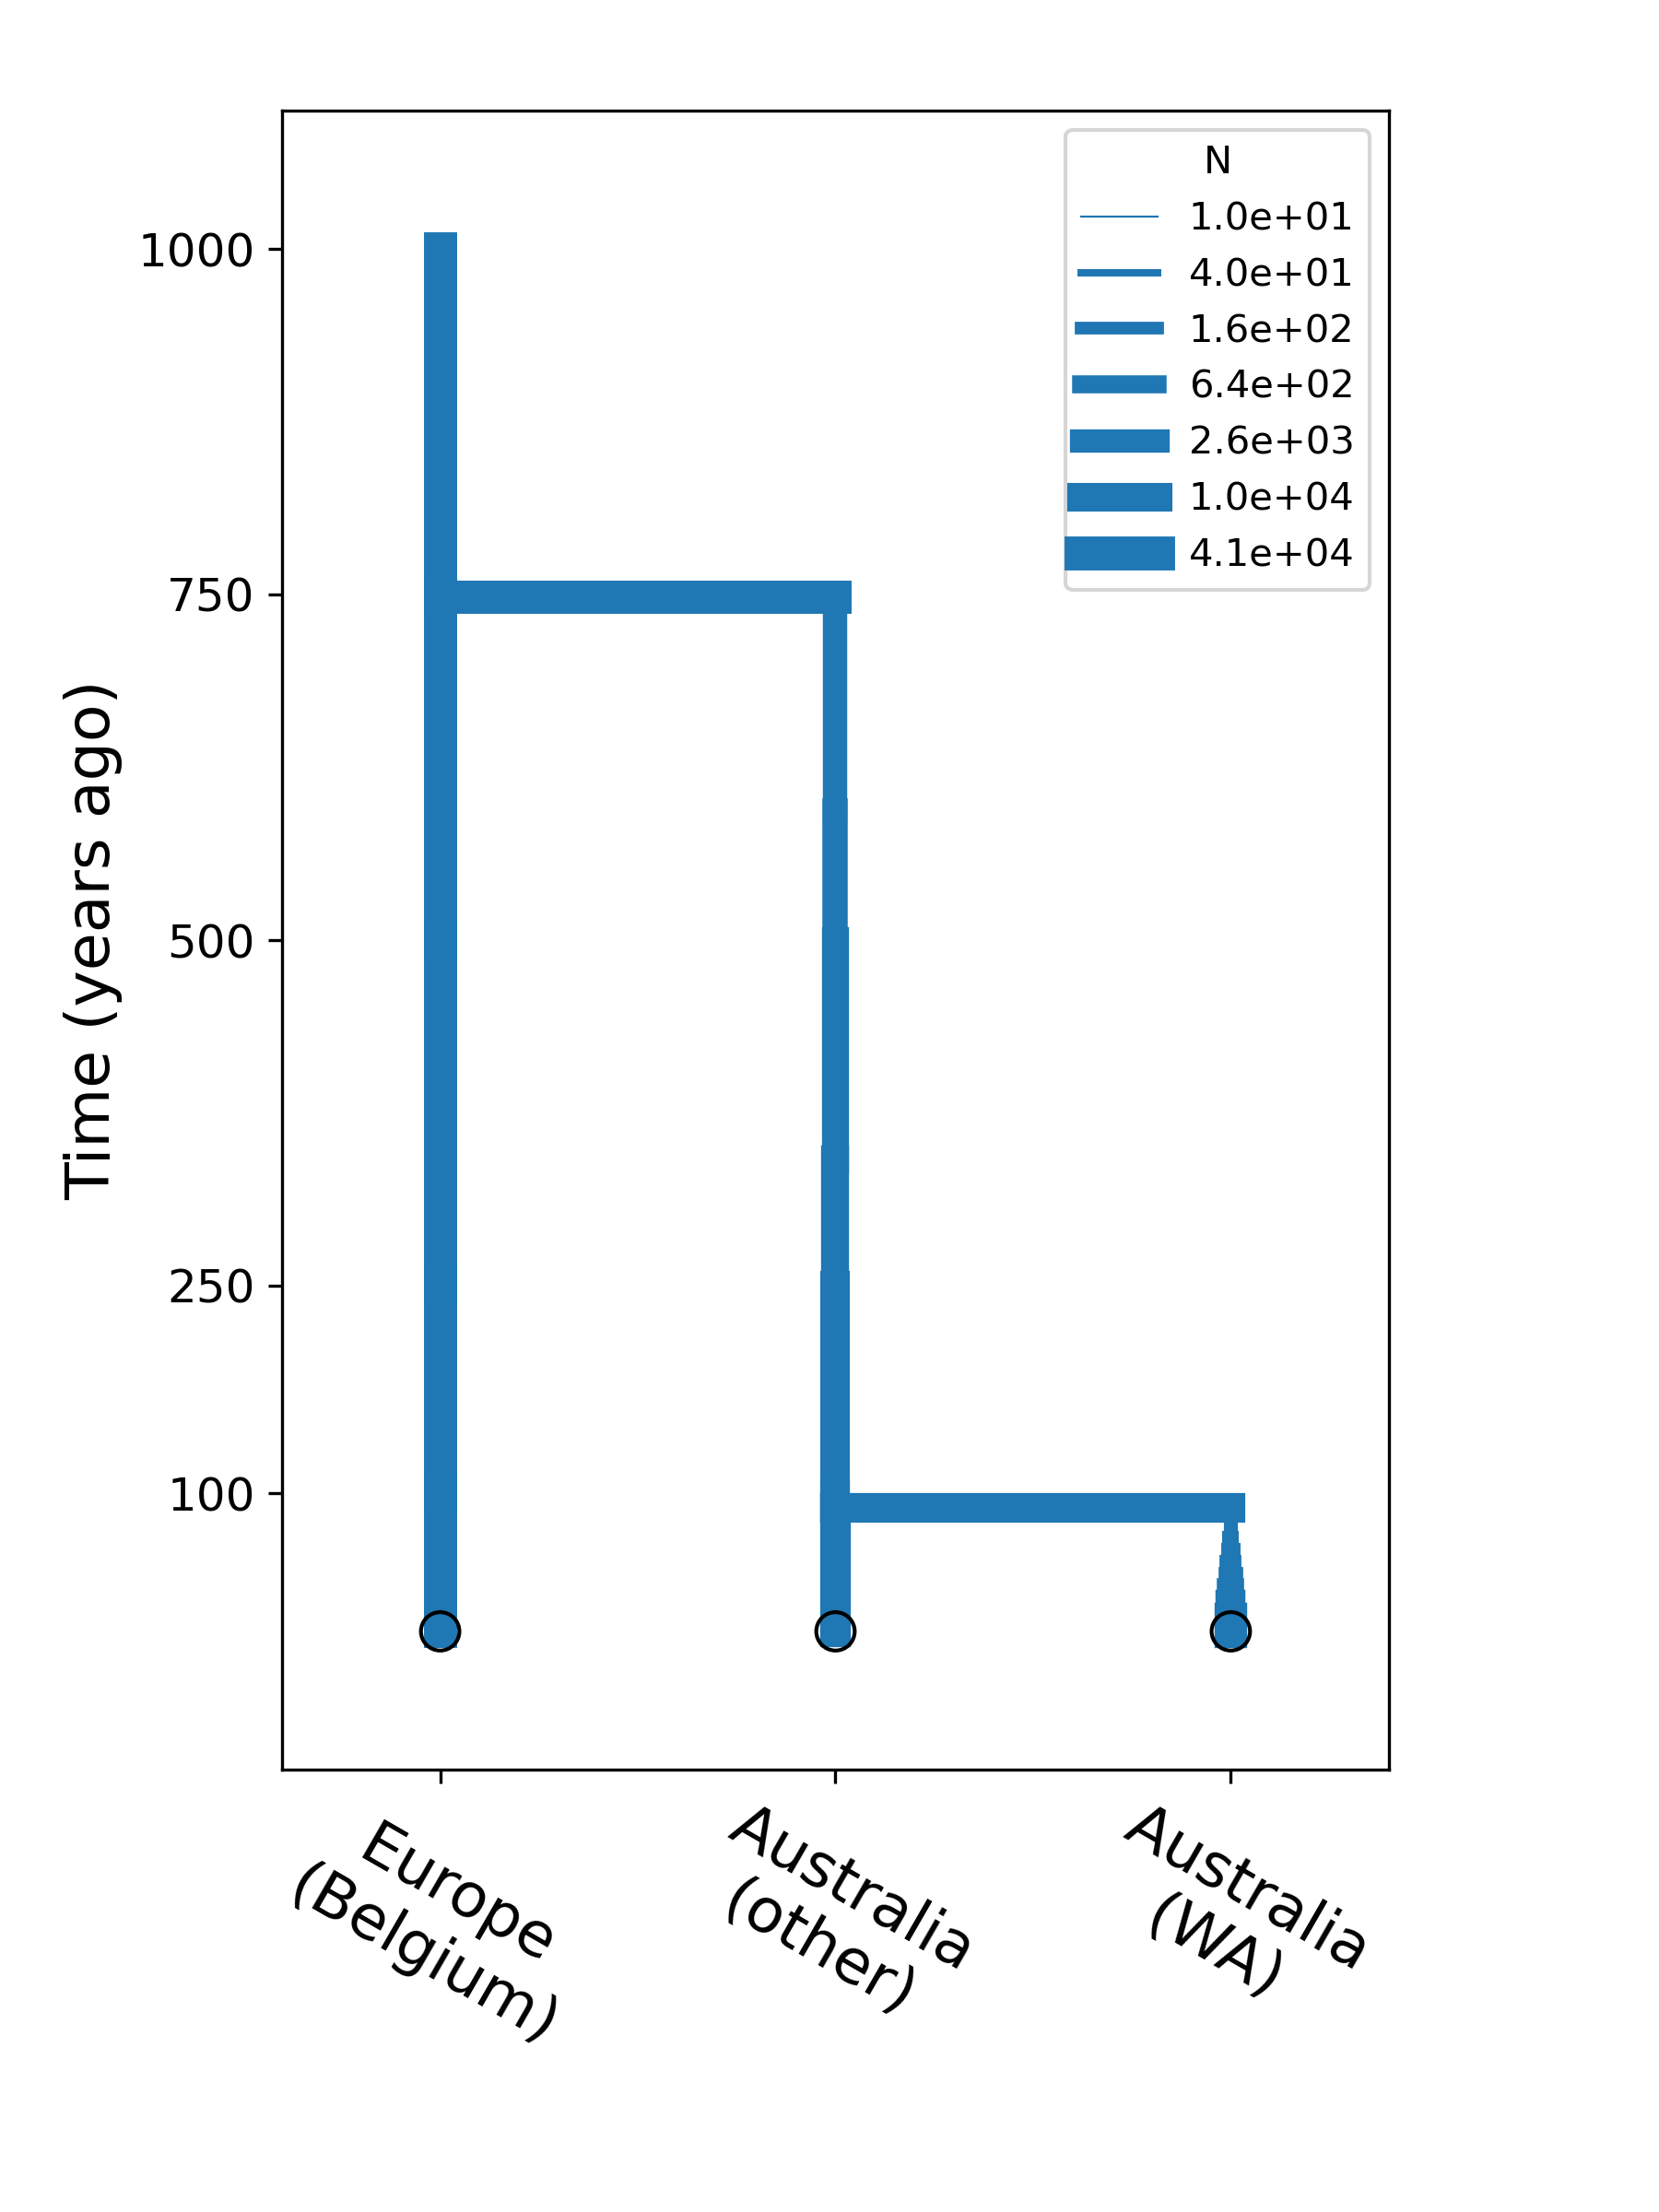 N
1.0e+01
4.0e+01
1.6e+02
6.4e+02
2.6e+03
1.0e+04
4.1e+04
1000
750
500
250
100
Time (years ago)
Europe
(Belgium)
Australia
(other)
Australia
(WA)